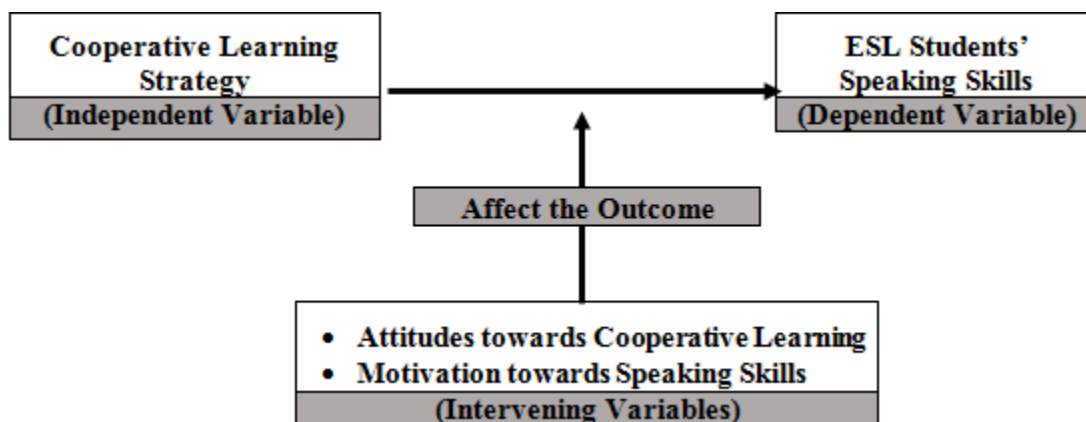 Cooperative Learning
Strategy
(Independent Variable)
ESL Students’
Speaking Skills
(Dependent Variable)
Affect the Outcome
• Attitudes towards Cooperative Learning
• Motivation towards Speaking Skills
(Intervening Variables)